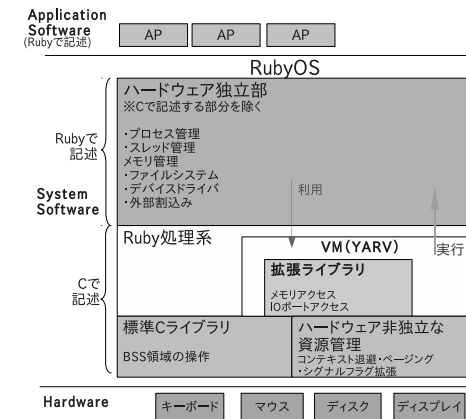 Application
Software
(Rubyで記述)
AP
AP
AP
RubyOS
ハードウェア独立部
※Cで記述する部分を除く
・プロセス管理
・スレッド管理
メモリ管理
・ファイルシステム
・デバイスドライバ
・外部割込み
Rubyで
記述
利用
System
Software
Ruby処理系
VM(YARV)
実行
拡張ライブラリ
メモリアクセス
IOポートアクセス
Cで
記述
標準Cライブラリ
BSS領域の操作
ハードウェア非独立な
資源管理
コンテキスト退避・ページング
・シグナルフラグ拡張
Hardware
キーボード
マウス
ディスク
ディスプレイ